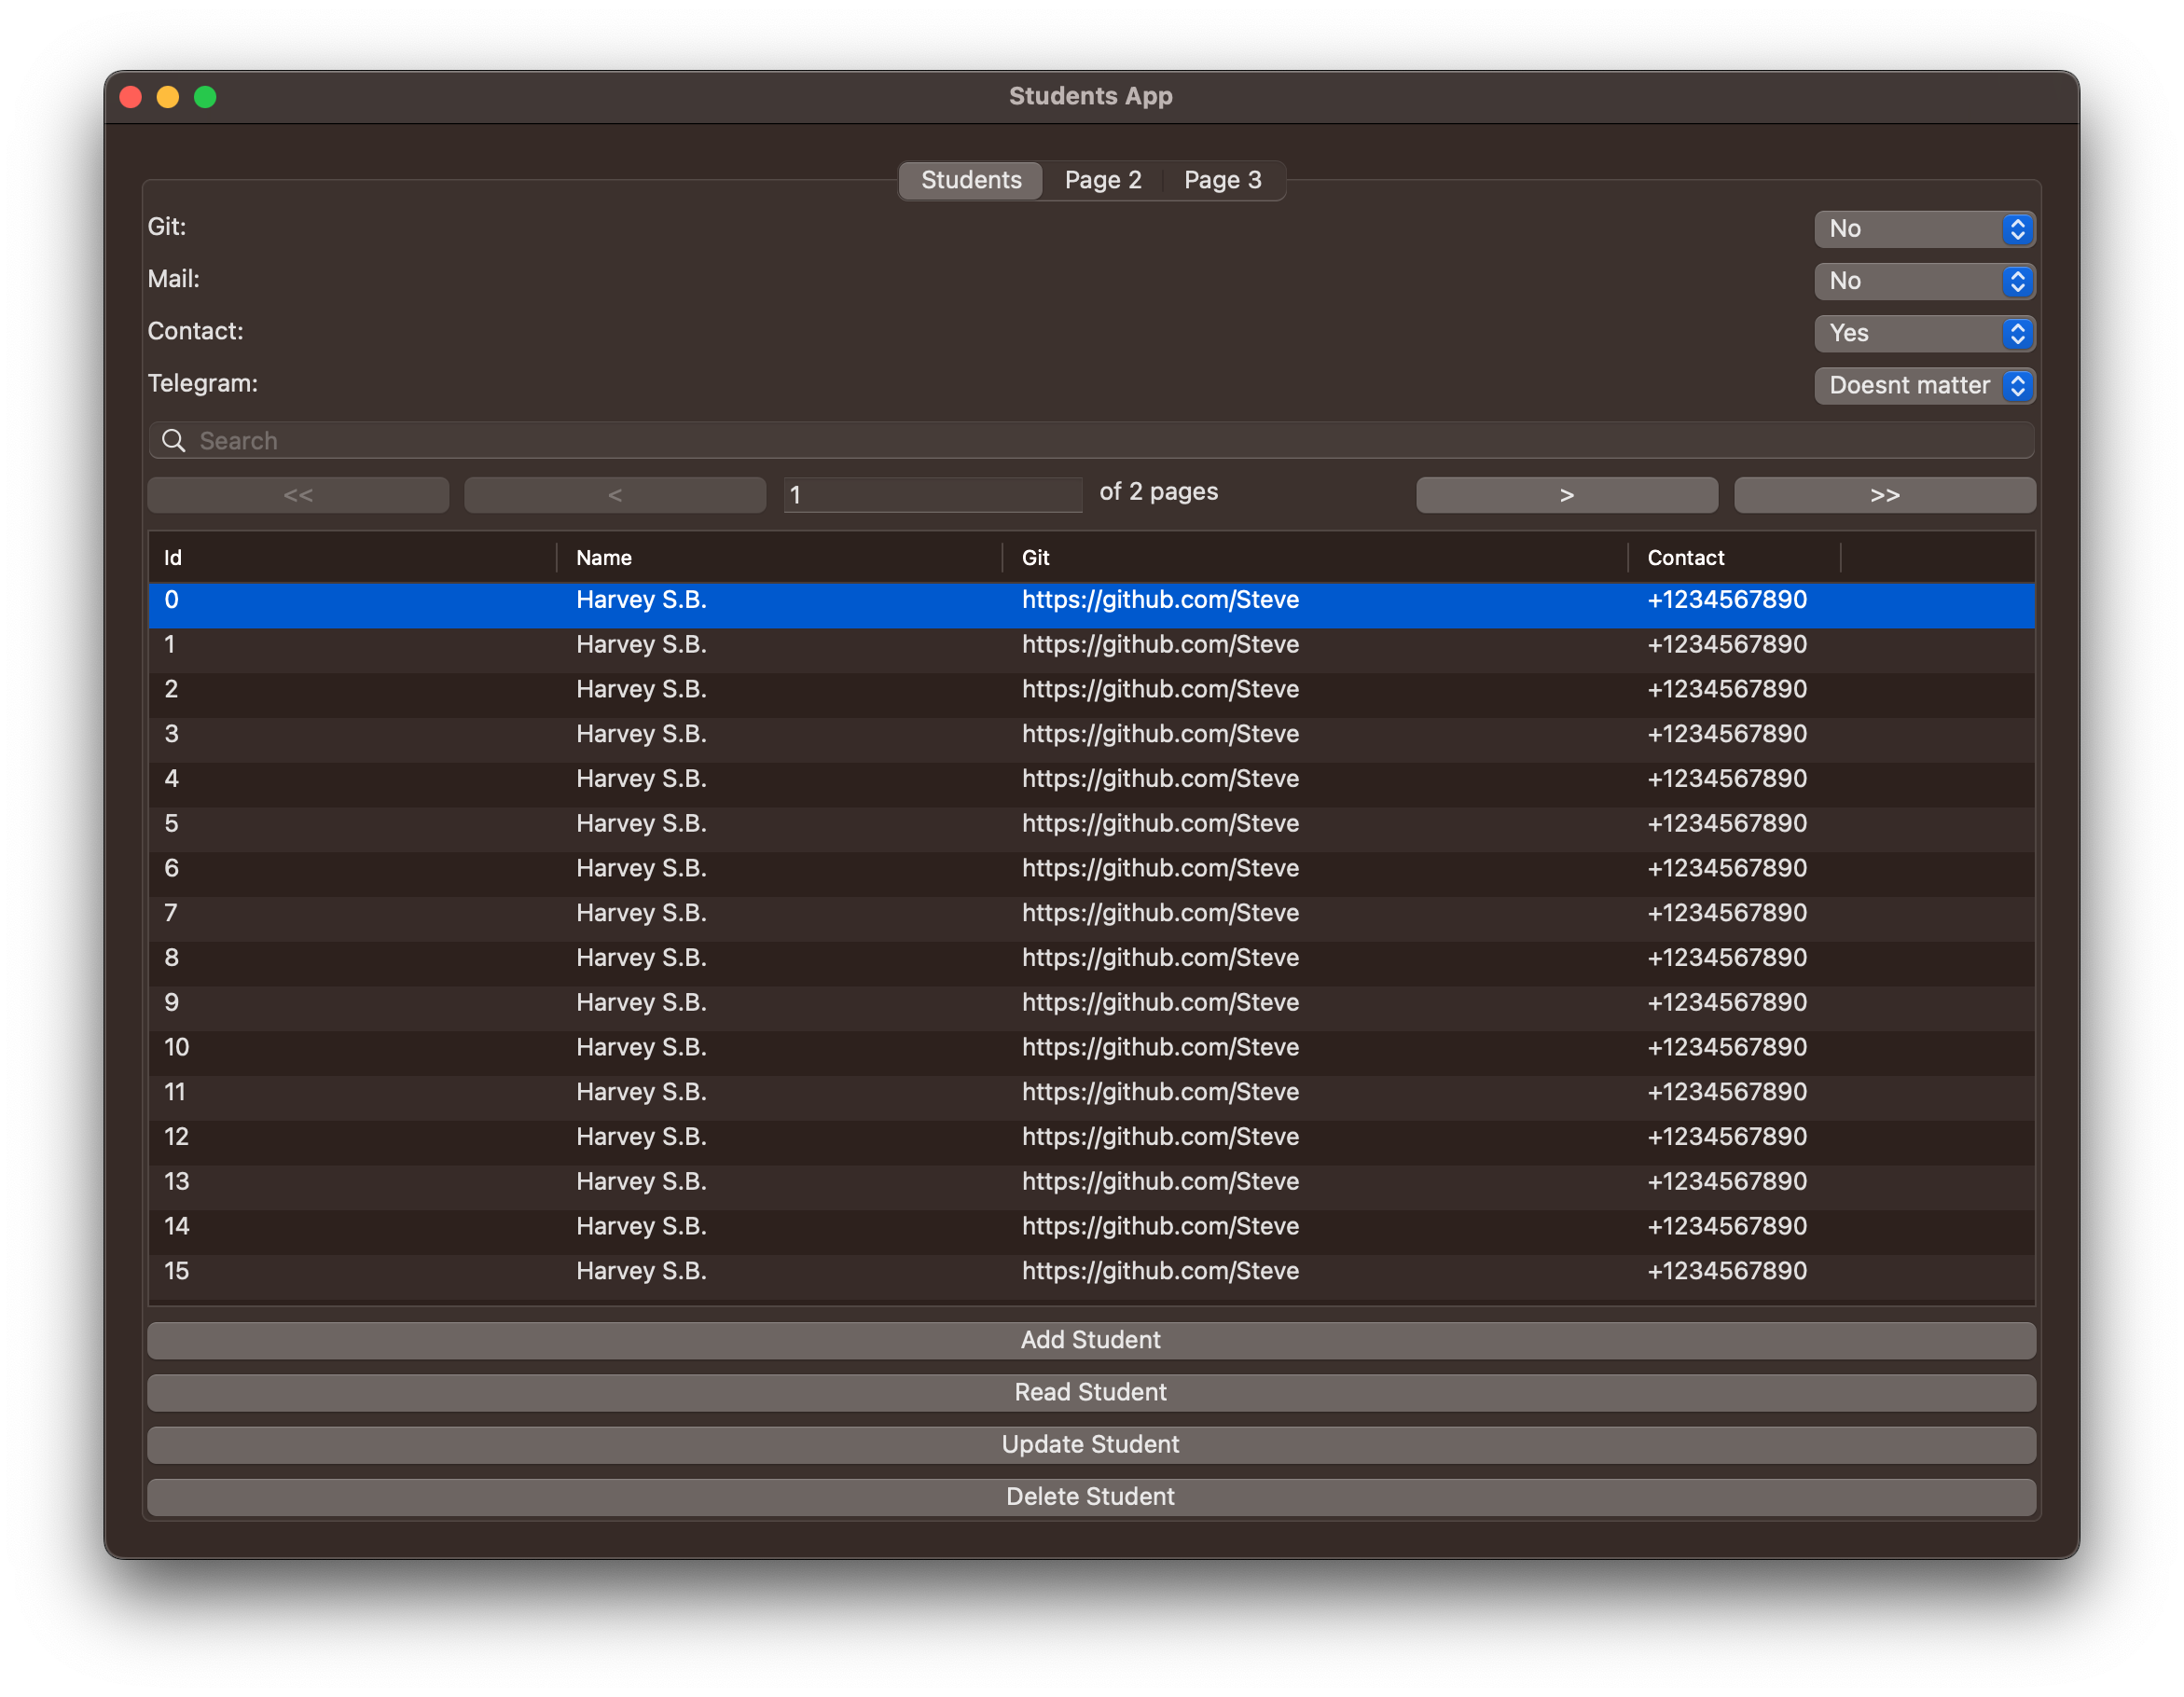 Students App
Students Page 2 Page 3
Git: No
Mail: No
Contact: Yes
Telegram: Doesnt matter
Search
<< < 1 of 2 pages > >>
Id Name Git Contact
0 Harvey S.B. https://github.com/Steve +1234567890
1 Harvey S.B. https://github.com/Steve +1234567890
2 Harvey S.B. https://github.com/Steve +1234567890
3 Harvey S.B. https://github.com/Steve +1234567890
4 Harvey S.B. https://github.com/Steve +1234567890
5 Harvey S.B. https://github.com/Steve +1234567890
6 Harvey S.B. https://github.com/Steve +1234567890
7 Harvey S.B. https://github.com/Steve +1234567890
8 Harvey S.B. https://github.com/Steve +1234567890
9 Harvey S.B. https://github.com/Steve +1234567890
10 Harvey S.B. https://github.com/Steve +1234567890
11 Harvey S.B. https://github.com/Steve +1234567890
12 Harvey S.B. https://github.com/Steve +1234567890
13 Harvey S.B. https://github.com/Steve +1234567890
14 Harvey S.B. https://github.com/Steve +1234567890
15 Harvey S.B. https://github.com/Steve +1234567890
Add Student
Read Student
Update Student
Delete Student